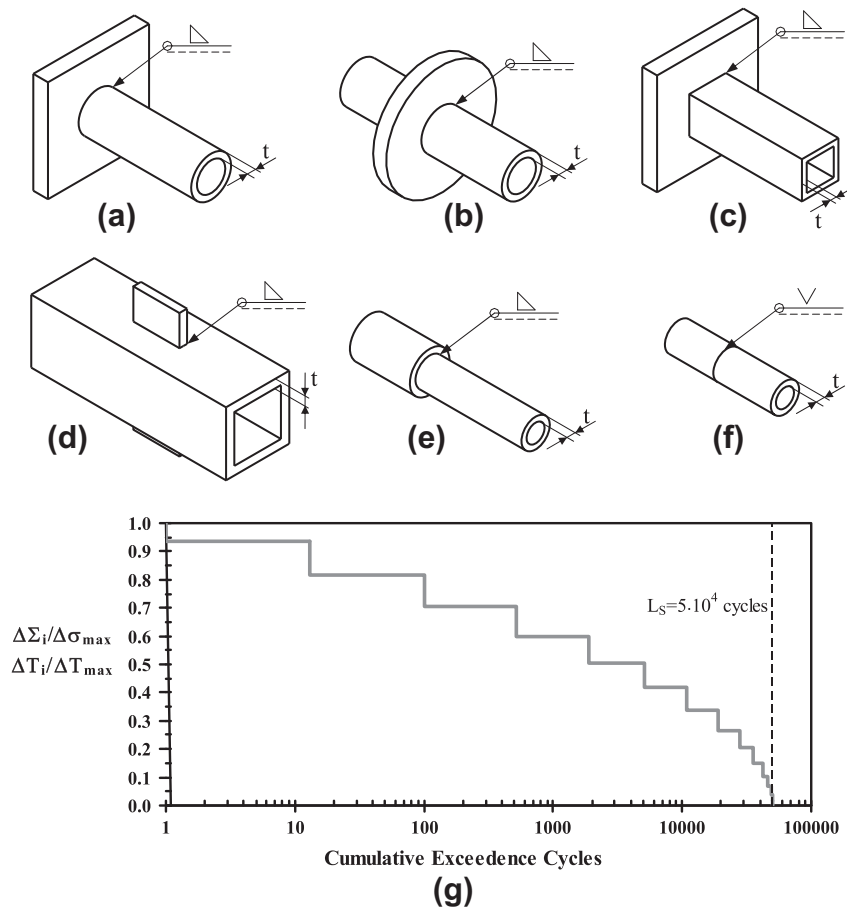 t
(a)
t
(b)
t
(c)
t
(d)
t
(e)
t
(f)
1.0
0.9
0.8
0.7
0.6
0.5
0.4
0.3
0.2
0.1
0.0
ΔΣi/Δσmax
ΔTi/ΔTmax
LS=5.10⁴ cycles
1 10 100 1000 10000 100000
Cumulative Exceedence Cycles
(g)